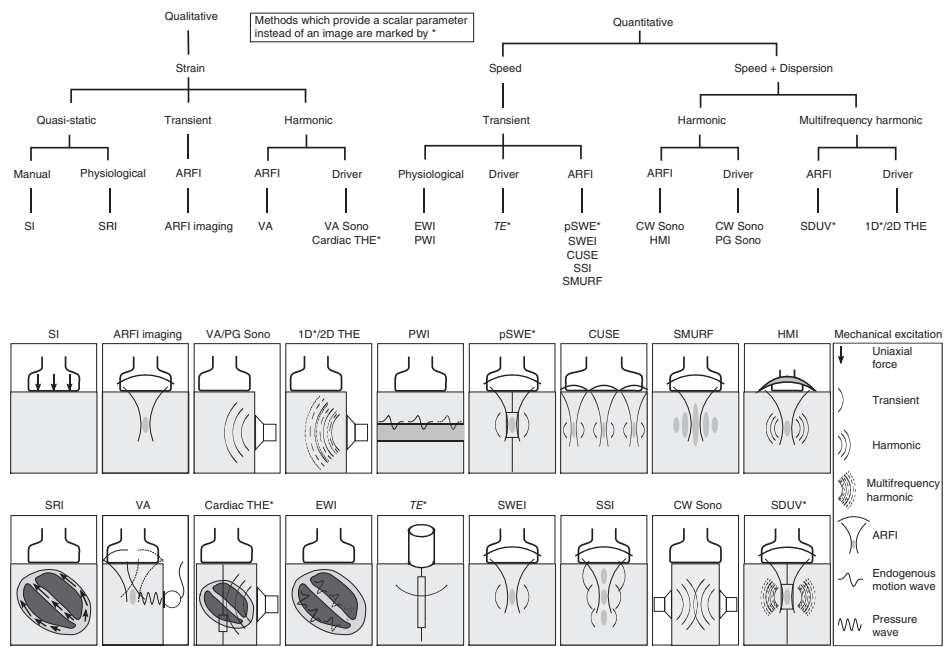 Qualitative
Methods which provide a scalar parameter
instead of an image are marked by *
Quantitative
Strain
Speed
Speed + Dispersion
Quasi-static
Transient
Harmonic
Transient
Harmonic
Multifrequency harmonic
Manual
Physiological
ARFI
ARFI
Driver
Physiological
Driver
ARFI
ARFI
Driver
ARFI
Driver
SI
SRI
ARFI imaging
VA
VA Sono
Cardiac THE*
EWI
PWI
TE*
pSWE*
SWEI
CUSE
SSI
SMURF
CW Sono
HMI
CW Sono
PG Sono
SDUV*
1D*/2D THE
SI
ARFI imaging
VA/PG Sono
1D*/2D THE
PWI
pSWE*
CUSE
SMURF
HMI
Mechanical excitation
Uniaxial
force
Transient
Harmonic
Multifrequency
harmonic
ARFI
Endogenous
motion wave
Pressure
wave
SRI
VA
Cardiac THE*
EWI
TE*
SWEI
SSI
CW Sono
SDUV*